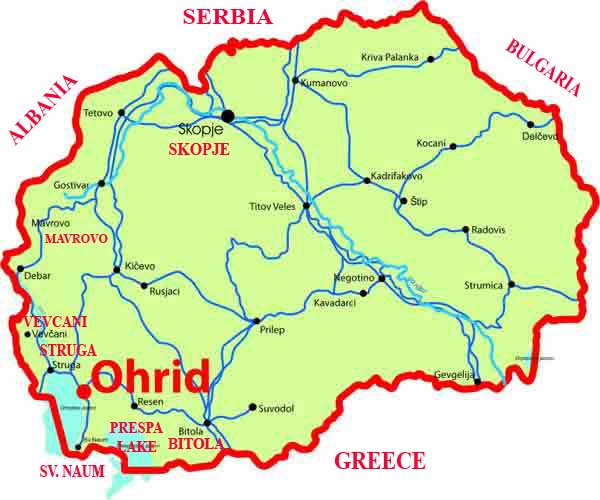 SERBIA
BULGARIA
ALBANIA
Kriva Palanka
Kumanovo
Tetovo
Skopje
SKOPJE
Kocani
Delčevo
Kadrifakovo
Gostivar
Štip
Titov Veles
Mavrovo
MAVROVO
Radovis
Kičevo
Debar
Negotino
Rusjaci
Strumica
Kavadarci
VEVCANI
Vevčani
Prilep
STRUGA
Struga
Ohrid
Gevgelija
Resen
Suvodol
PRESPA
LAKE
Bitola
BITOLA
Sv Naum
SV. NAUM
GREECE